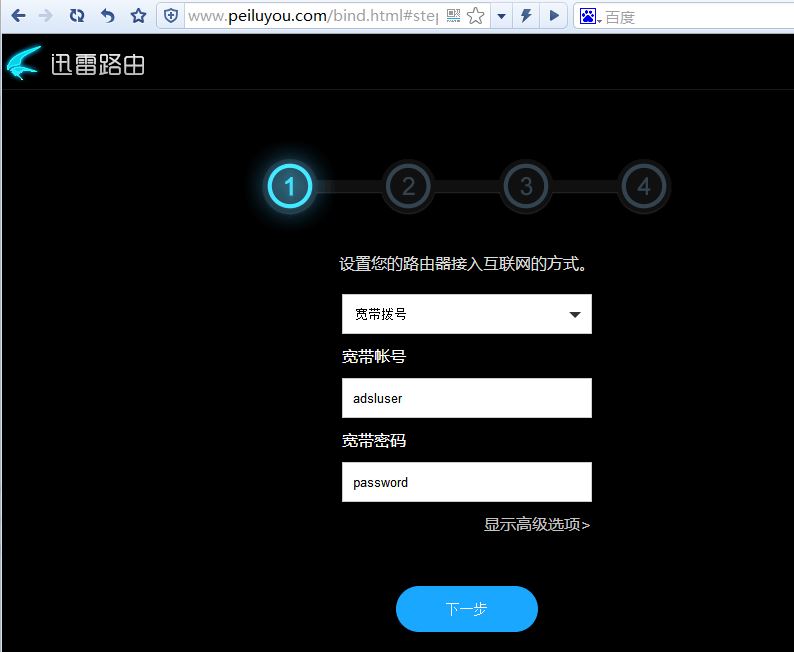 www.peiluyou.com/bind.html#step
百度
迅雷路由
1 2 3 4
设置您的路由器接入互联网的方式。
宽带拨号
宽带帐号
adsluser
宽带密码
password
显示高级选项>
下一步